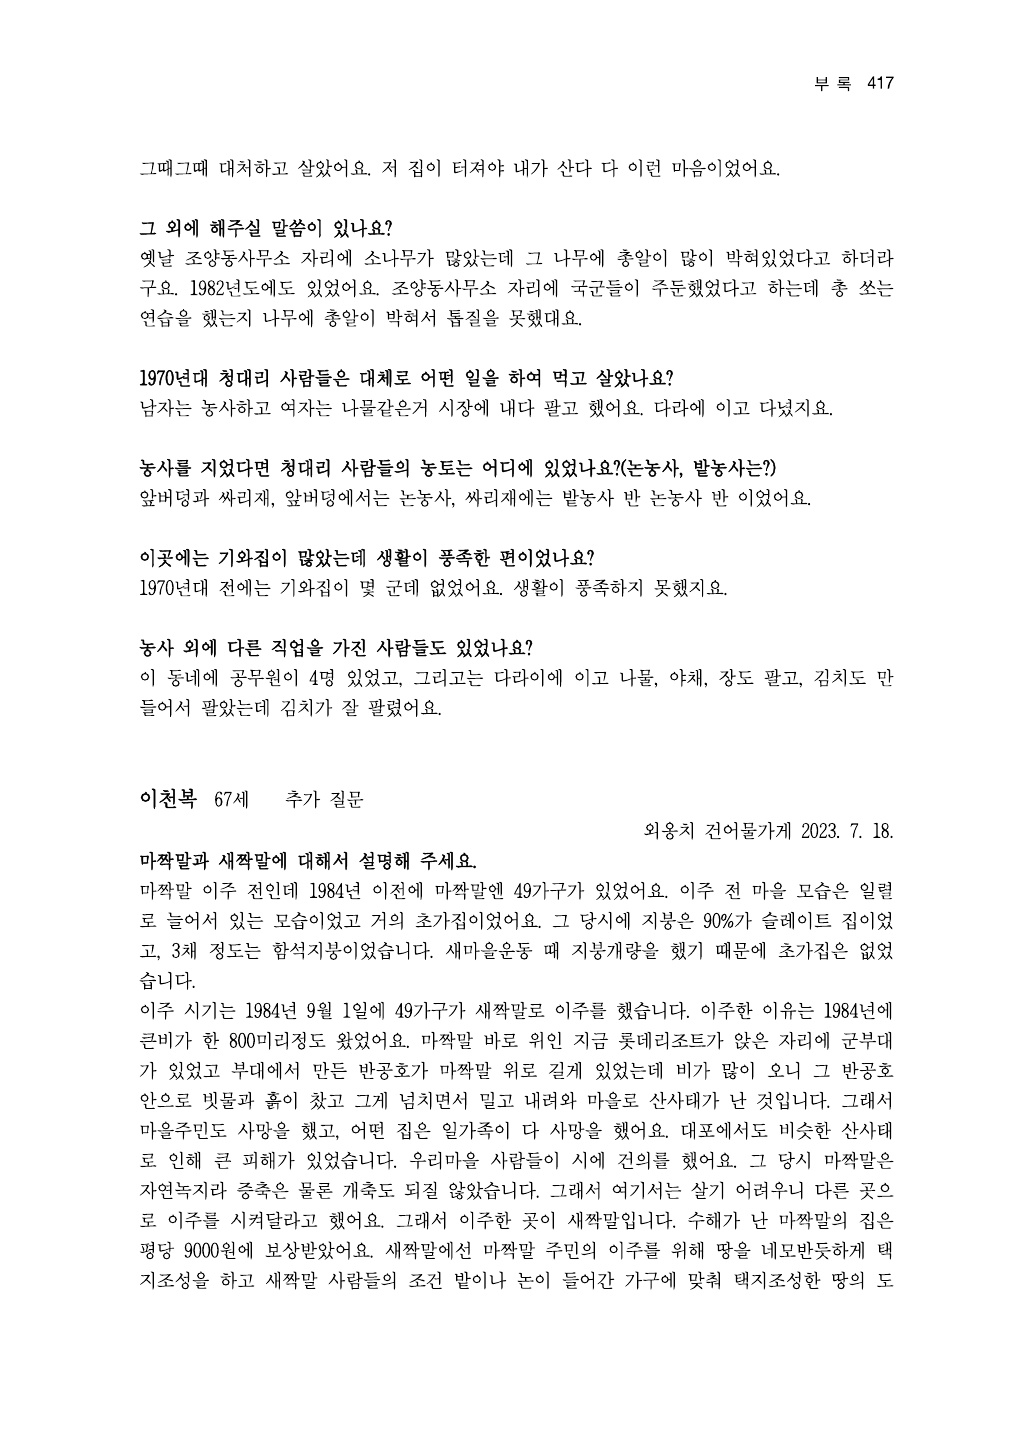 부 록 417
그때그때 대처하고 살았어요. 저 집이 터져야 내가 산다 다 이런 마음이었어요.
그 외에 해주실 말씀이 있나요?
옛날 조양동사무소 자리에 소나무가 많았는데 그 나무에 총알이 많이 박혀있었다고 하더라
구요. 1982년도에도 있었어요. 조양동사무소 자리에 국군들이 주둔했었다고 하는데 총 쏘는
연습을 했는지 나무에 총알이 박혀서 톱질을 못했대요.
1970년대 청대리 사람들은 대체로 어떤 일을 하여 먹고 살았나요?
남자는 농사하고 여자는 나물같은거 시장에 내다 팔고 했어요. 다라에 이고 다녔지요.
농사를 지었다면 청대리 사람들의 농토는 어디에 있었나요?(논농사, 밭농사는?)
앞버덩과 싸리재, 앞버덩에서는 논농사, 싸리재에는 밭농사 반 논농사 반 이었어요.
이곳에는 기와집이 많았는데 생활이 풍족한 편이었나요?
1970년대 전에는 기와집이 몇 군데 없었어요. 생활이 풍족하지 못했지요.
농사 외에 다른 직업을 가진 사람들도 있었나요?
이 동네에 공무원이 4명 있었고, 그리고는 다라이에 이고 나물, 야채, 장도 팔고, 김치도 만
들어서 팔았는데 김치가 잘 팔렸어요.
이천복 67세 추가 질문
외옹치 건어물가게 2023. 7. 18.
마짝말과 새짝말에 대해서 설명해 주세요.
마짝말 이주 전인데 1984년 이전에 마짝말엔 49가구가 있었어요. 이주 전 마을 모습은 일렬
로 늘어서 있는 모습이었고 거의 초가집이었어요. 그 당시에 지붕은 90%가 슬레이트 집이었
고, 3채 정도는 함석지붕이었습니다. 새마을운동 때 지붕개량을 했기 때문에 초가집은 없었
습니다.
이주 시기는 1984년 9월 1일에 49가구가 새짝말로 이주를 했습니다. 이주한 이유는 1984년에
큰비가 한 800미리정도 왔었어요. 마짝말 바로 위인 지금 롯데리조트가 앉은 자리에 군부대
가 있었고 부대에서 만든 반공호가 마짝말 위로 길게 있었는데 비가 많이 오니 그 반공호
안으로 빗물과 흙이 찼고 그게 넘치면서 밀고 내려와 마을로 산사태가 난 것입니다. 그래서
마을주민도 사망을 했고, 어떤 집은 일가족이 다 사망을 했어요. 대포에서도 비슷한 산사태
로 인해 큰 피해가 있었습니다. 우리마을 사람들이 시에 건의를 했어요. 그 당시 마짝말은
자연녹지라 증축은 물론 개축도 되질 않았습니다. 그래서 여기서는 살기 어려우니 다른 곳으
로 이주를 시켜달라고 했어요. 그래서 이주한 곳이 새짝말입니다. 수해가 난 마짝말의 집은
평당 9000원에 보상받았어요. 새짝말에선 마짝말 주민의 이주를 위해 땅을 네모반듯하게 택
지조성을 하고 새짝말 사람들의 조건 밭이나 논이 들어간 가구에 맞춰 택지조성한 땅의 도